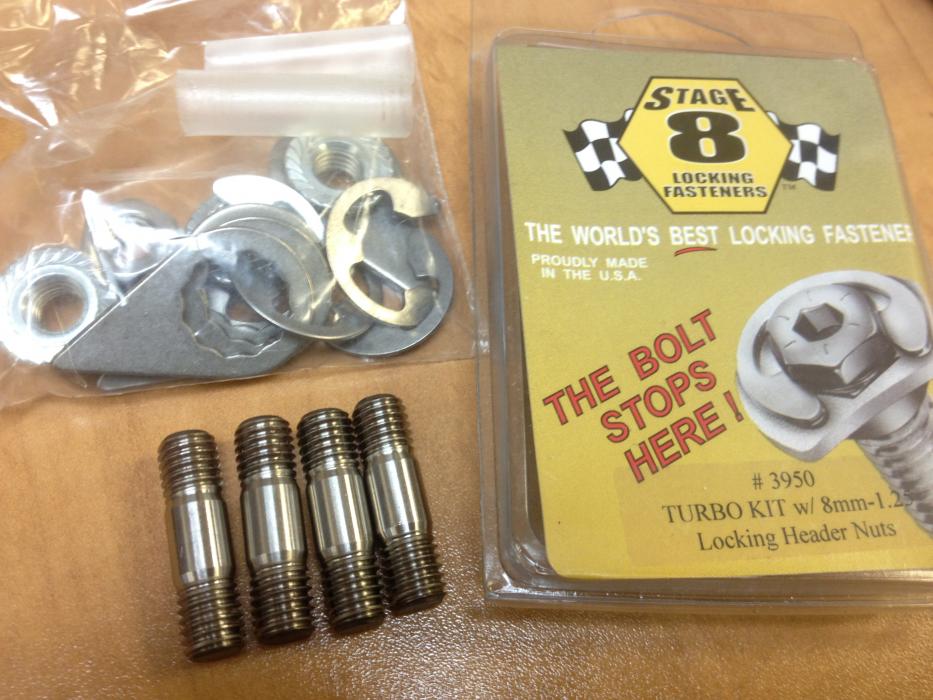 STAGE
8
LOCKING
FASTENERS™
THE WORLD'S BEST LOCKING FASTENER
PROUDLY MADE
IN THE U.S.A.
THE BOLT
STOPS
HERE!
# 3950
TURBO KIT w/ 8mm-1.25
Locking Header Nuts